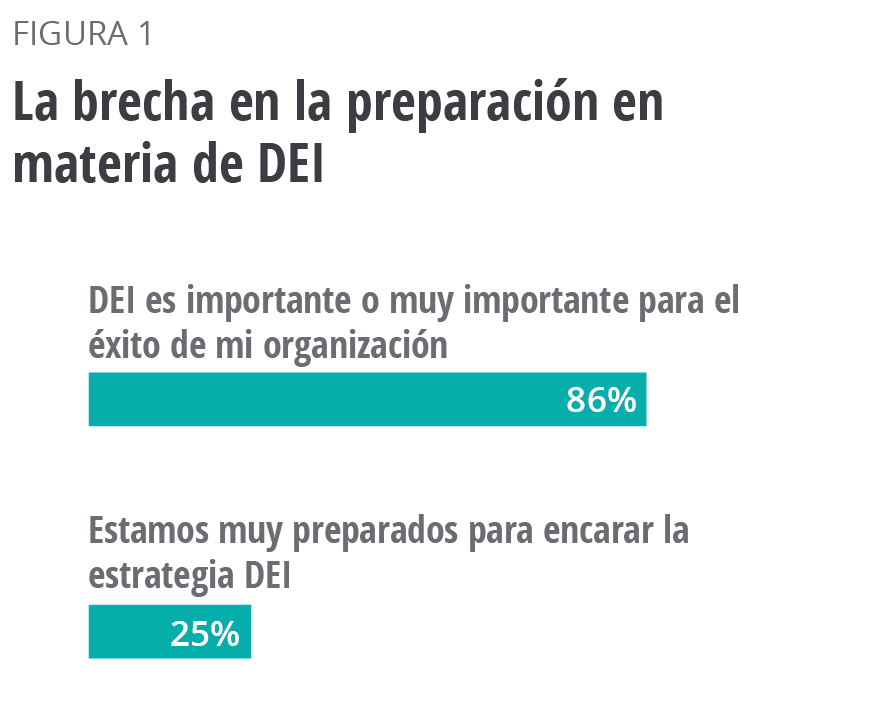 FIGURA 1
La brecha en la preparación en
materia de DEI
DEI es importante o muy importante para el
éxito de mi organización
86%
Estamos muy preparados para encarar la
estrategia DEI
25%